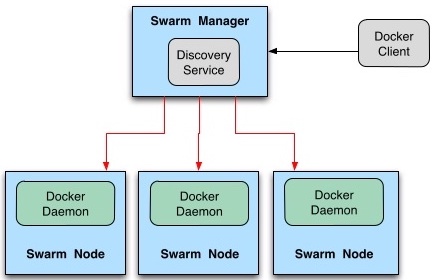 Swarm Manager
Discovery
Service
Docker
Client
Docker
Daemon
Swarm Node
Docker
Daemon
Swarm Node
Docker
Daemon
Swarm Node